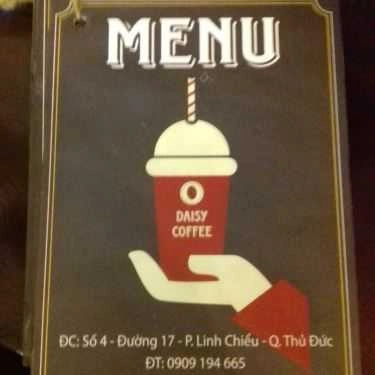 MENU
O
DAISY
COFFEE
ĐC: Số 4 - Đường 17 - P. Linh Chiểu - Q. Thủ Đức
ĐT: 0909 194 665